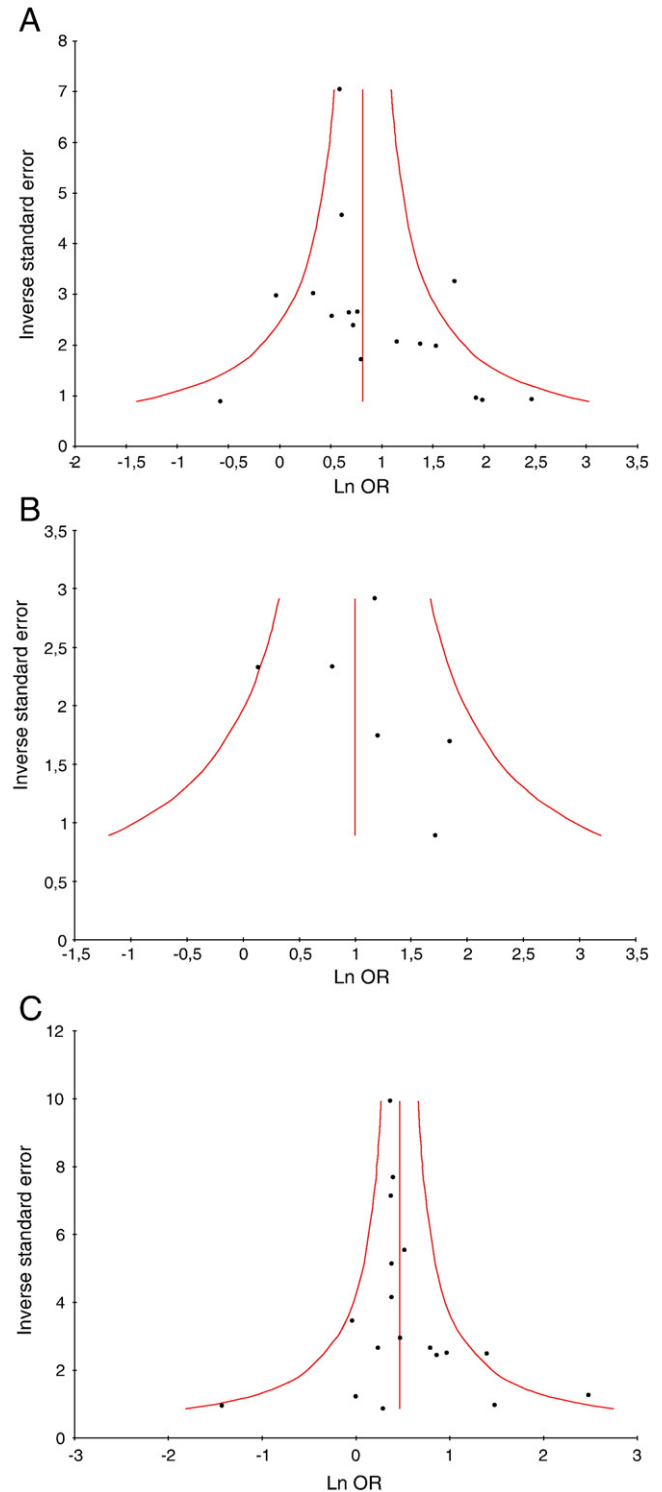 A
8
7
6
5
4
3
2
1
0
Inverse standard error
-2 -1,5 -1 -0,5 0 0,5 1 1,5 2 2,5 3 3,5
Ln OR
B
3,5
3
2,5
2
1,5
1
0,5
0
Inverse standard error
-1,5 -1 -0,5 0 0,5 1 1,5 2 2,5 3 3,5
Ln OR
C
12
10
8
6
4
2
0
Inverse standard error
-3 -2 -1 0 1 2 3
Ln OR